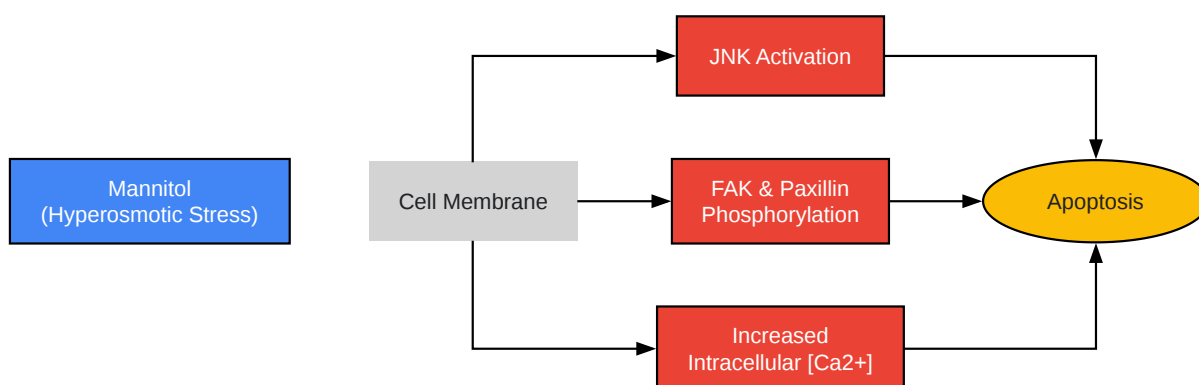 JNK Activation
Mannitol
(Hyperosmotic Stress)
Cell Membrane
FAK & Paxillin
Phosphorylation
Apoptosis
Increased
Intracellular [Ca2+]